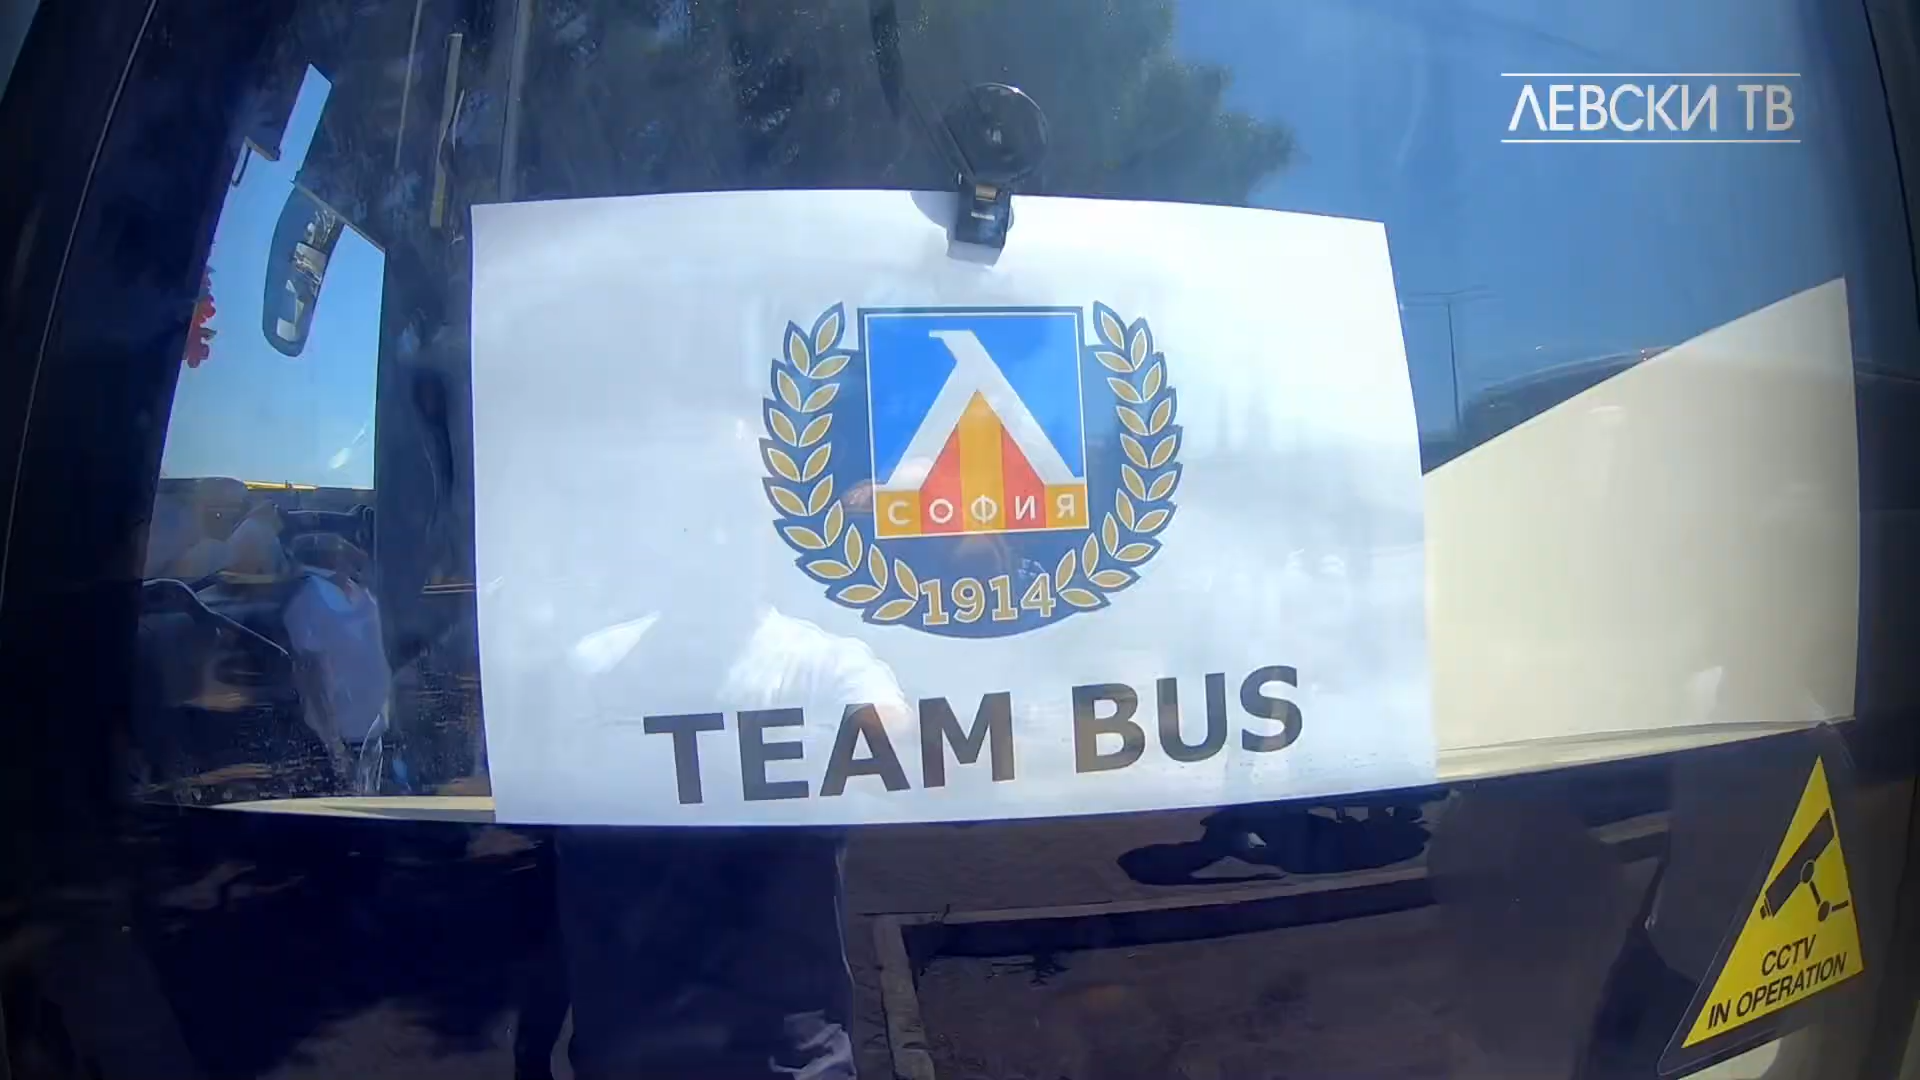 ЛЕВСКИ ТВ
СОФИЯ
1914
TEAM BUS
CCTV
IN OPERATION